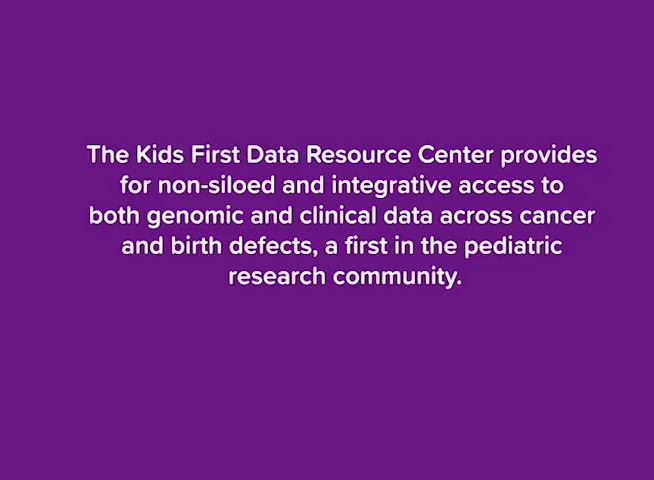 The Kids First Data Resource Center provides
for non-siloed and integrative access to
both genomic and clinical data across cancer
and birth defects, a first in the pediatric
research community.